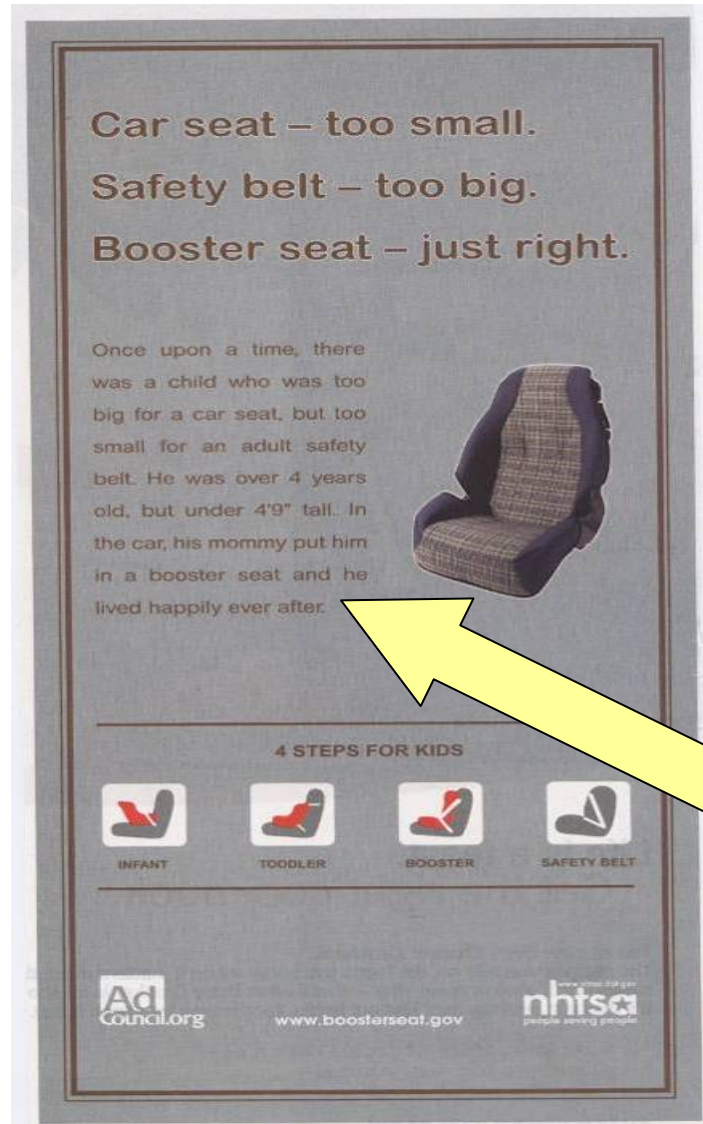 Car seat – too small.
Safety belt – too big.
Booster seat – just right.
Once upon a time, there
was a child who was too
big for a car seat, but too
small for an adult safety
belt. He was over 4 years
old, but under 4'9" tall. In
the car, his mommy put him
in a booster seat and he
lived happily ever after.
4 STEPS FOR KIDS
INFANT
TODDLER
BOOSTER
SAFETY BELT
Ad
Council.org
www.boosterseat.gov
nhtsa
people saving people